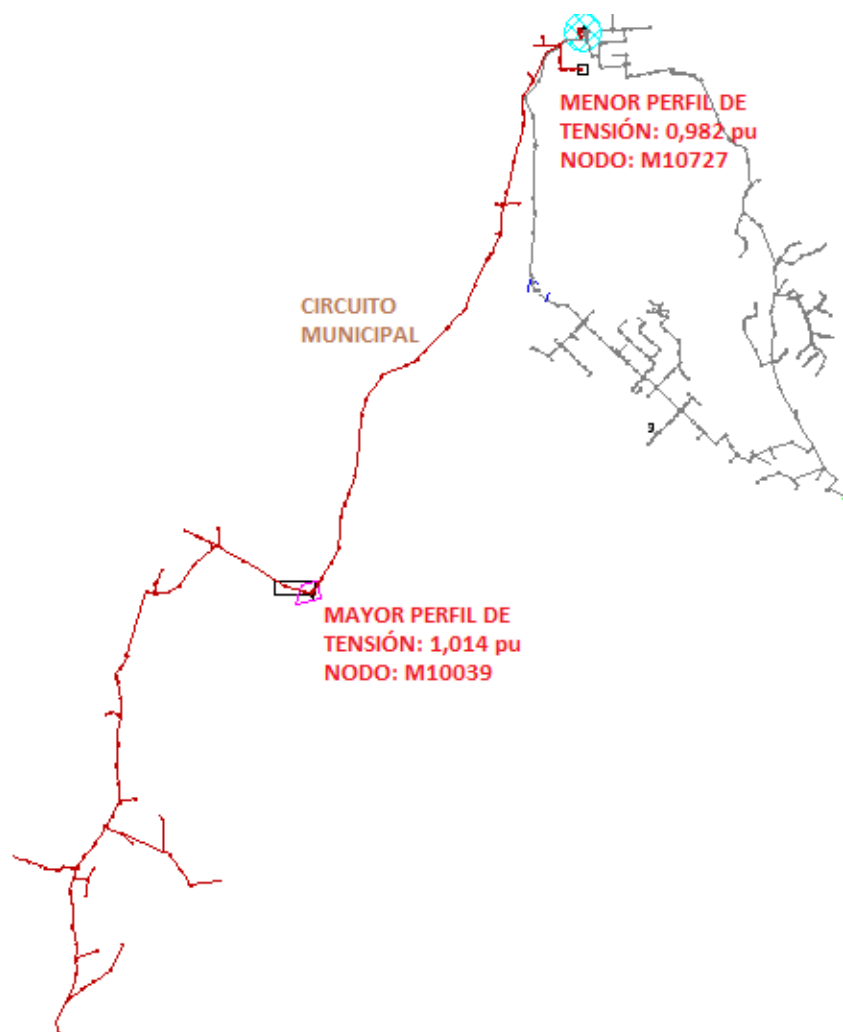 MENOR PERFIL DE
TENSIÓN: 0,982 pu
NODO: M10727
CIRCUITO
MUNICIPAL
MAYOR PERFIL DE
TENSIÓN: 1,014 pu
NODO: M10039